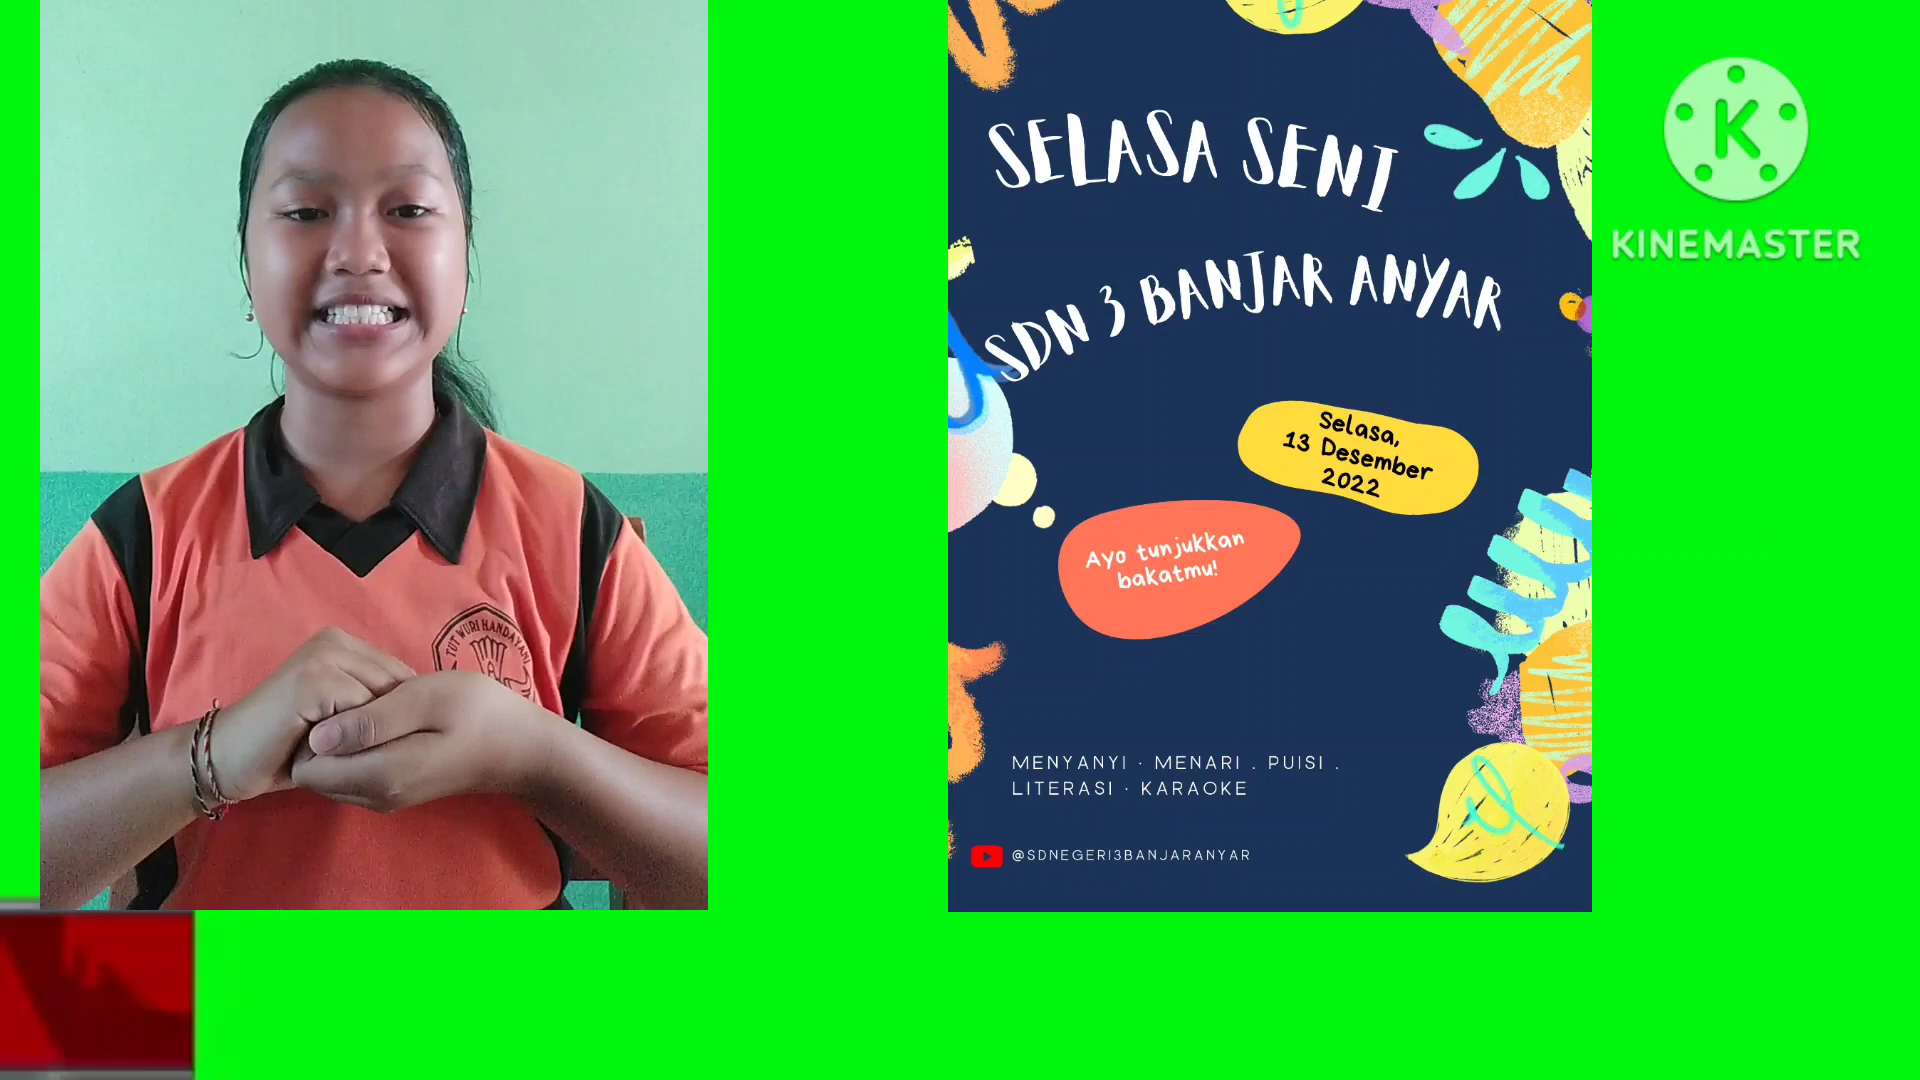 SELASA SENI
SDN 3 BANJAR ANYAR
Selasa,
13 Desember
2022
Ayo tunjukkan
bakatmu!
MENYANYI · MENARI . PUISI .
LITERASI · KARAOKE
@SDNEGERI3BANJARANYAR
TUT WURI HANDAYANI
K
KINEMASTER